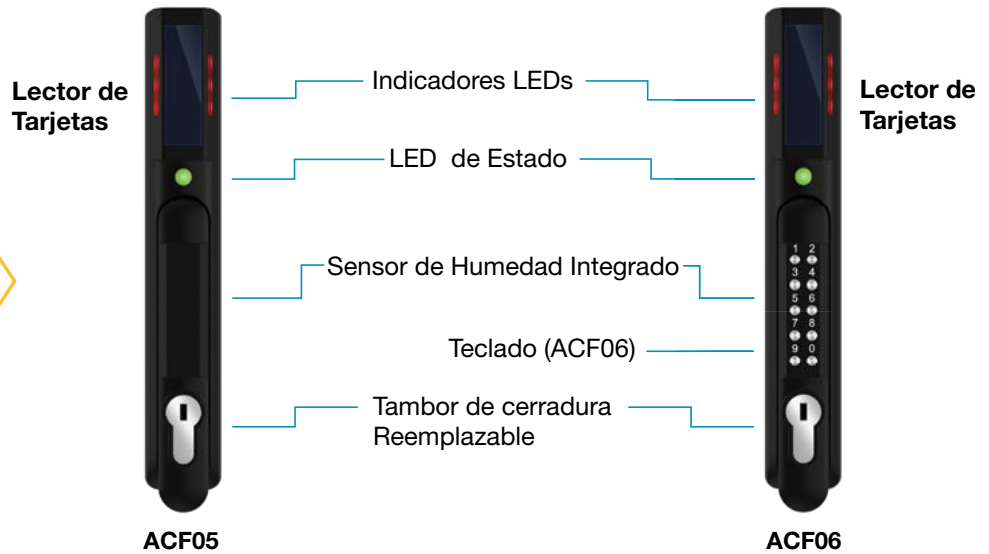 Lector de
Tarjetas
Indicadores LEDs
Lector de
Tarjetas
LED de Estado
Sensor de Humedad Integrado
1 2
3 4
5 6
7 8
9 0
Teclado (ACF06)
Tambor de cerradura
Reemplazable
ACF05
ACF06